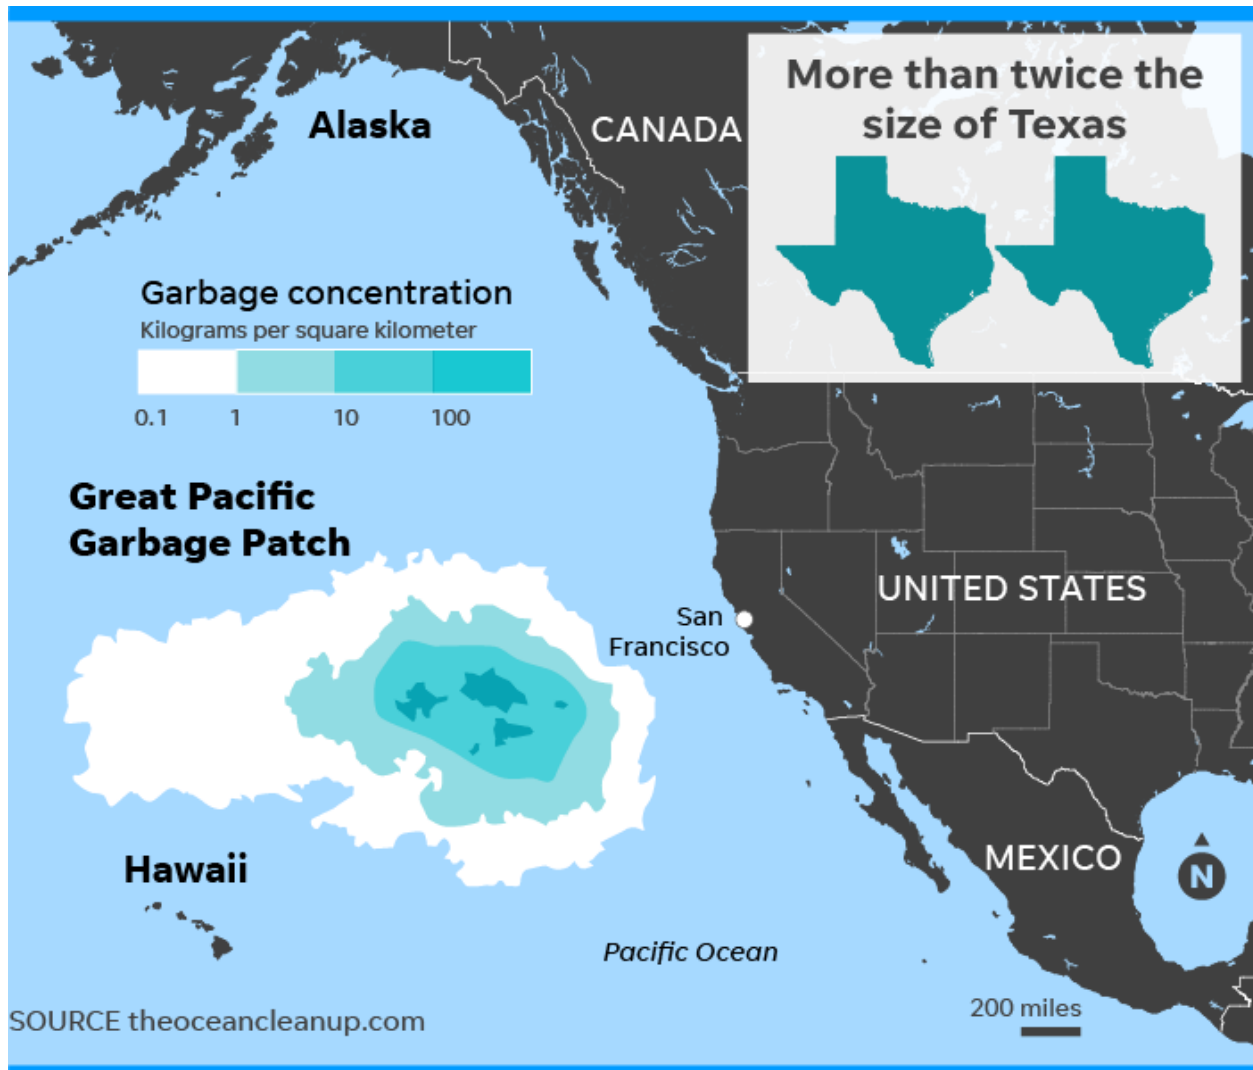 More than twice the
size of Texas
Alaska
CANADA
Garbage concentration
Kilograms per square kilometer
0.1 1 10 100
Great Pacific
Garbage Patch
UNITED STATES
San
Francisco
MEXICO
Hawaii
N
Pacific Ocean
200 miles
SOURCE theoceancleanup.com